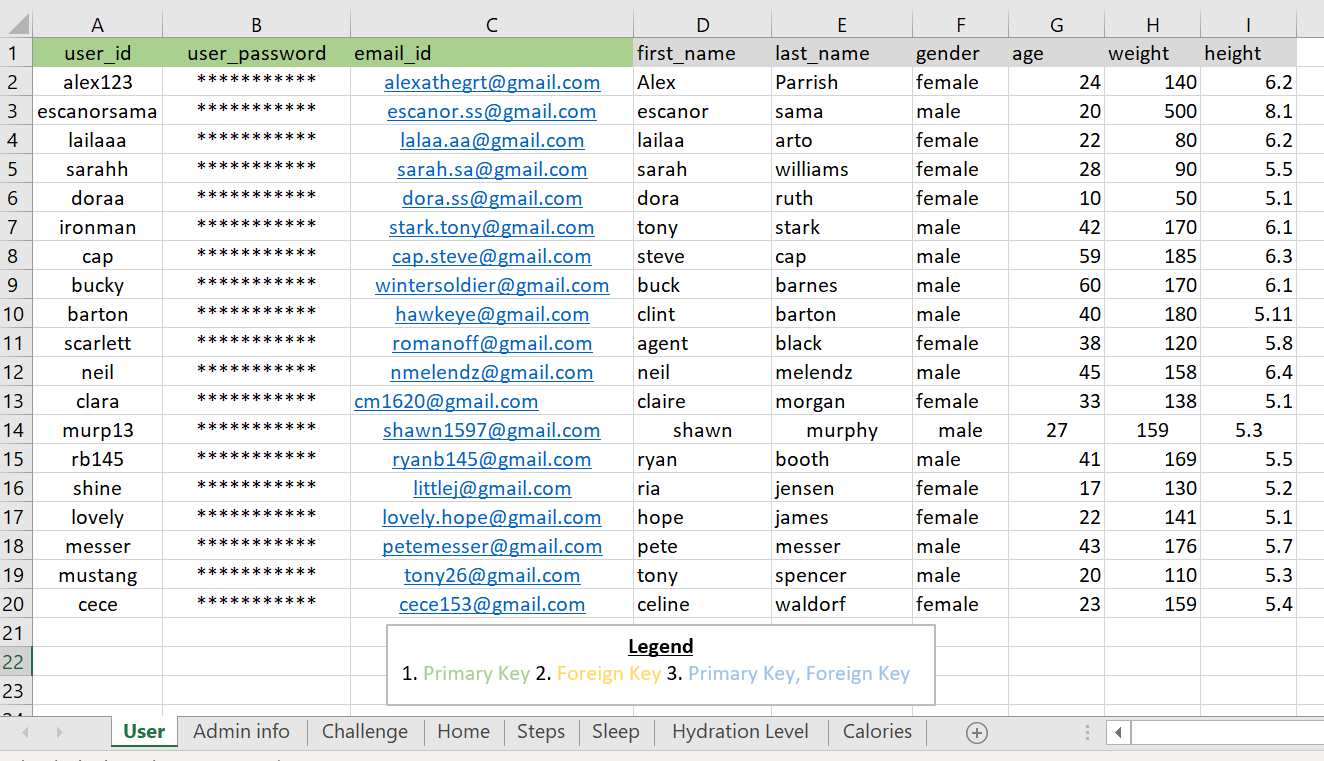 A B C D E F G H I
1 user_id user_password email_id first_name last_name gender age weight height
2 alex123 *********** alexathegrt@gmail.com Alex Parrish female 24 140 6.2
3 escanorsama *********** escanor.ss@gmail.com escanor sama male 20 500 8.1
4 lailaaa *********** lalaa.aa@gmail.com lailaa arto female 22 80 6.2
5 sarahh *********** sarah.sa@gmail.com sarah williams female 28 90 5.5
6 doraa *********** dora.ss@gmail.com dora ruth female 10 50 5.1
7 ironman *********** stark.tony@gmail.com tony stark male 42 170 6.1
8 cap *********** cap.steve@gmail.com steve cap male 59 185 6.3
9 bucky *********** wintersoldier@gmail.com buck barnes male 60 170 6.1
10 barton *********** hawkeye@gmail.com clint barton male 40 180 5.11
11 scarlett *********** romanoff@gmail.com agent black female 38 120 5.8
12 neil *********** nmelendz@gmail.com neil melendz male 45 158 6.4
13 clara *********** cm1620@gmail.com claire morgan female 33 138 5.1
14 murp13 *********** shawn1597@gmail.com shawn murphy male 27 159 5.3
15 rb145 *********** ryanb145@gmail.com ryan booth male 41 169 5.5
16 shine *********** littlej@gmail.com ria jensen female 17 130 5.2
17 lovely *********** lovely.hope@gmail.com hope james female 22 141 5.1
18 messer *********** petemesser@gmail.com pete messer male 43 176 5.7
19 mustang *********** tony26@gmail.com tony spencer male 20 110 5.3
20 cece *********** cece153@gmail.com celine waldorf female 23 159 5.4
21
Legend
22
1. Primary Key 2. Foreign Key 3. Primary Key, Foreign Key
23
User Admin info Challenge Home Steps Sleep Hydration Level Calories